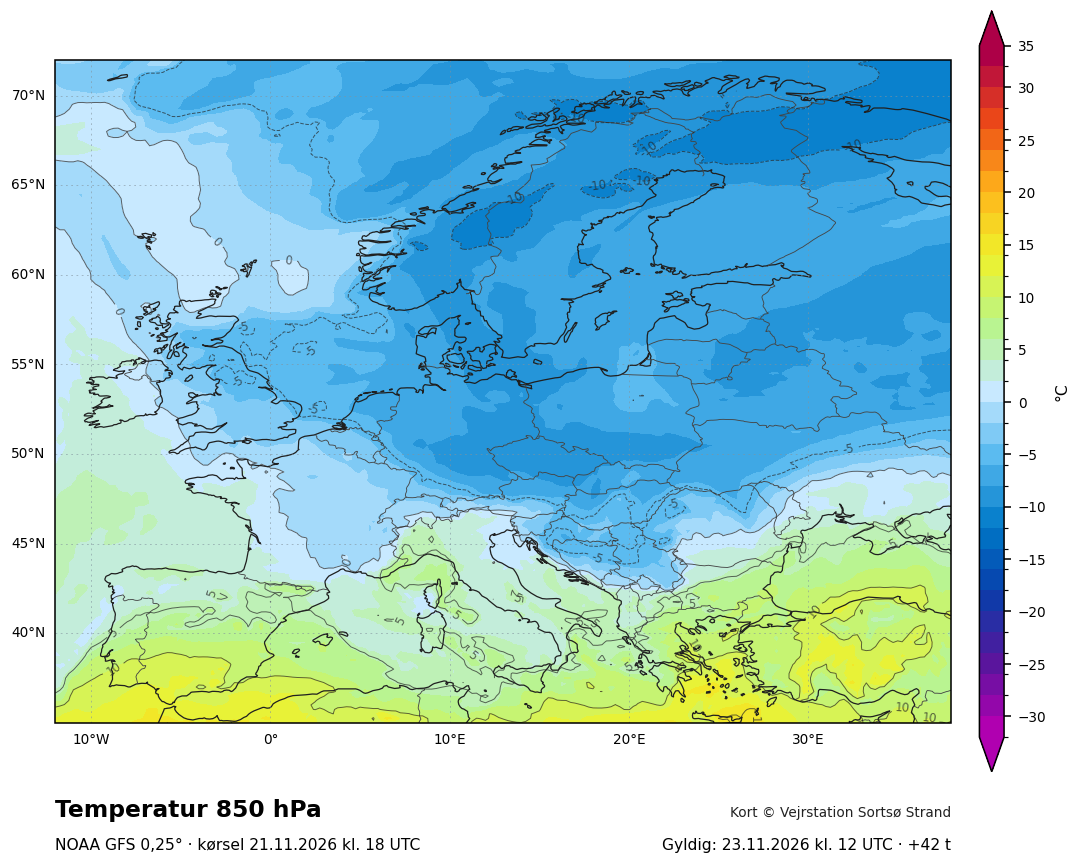 70°N
65°N
60°N
55°N
50°N
45°N
40°N
10°W
0°
10°E
20°E
30°E
35
30
25
20
15
10
5
0
−5
−10
−15
−20
−25
−30
°C
Temperatur 850 hPa
Kort © Vejrstation Sortsø Strand
NOAA GFS 0,25° · kørsel 21.11.2026 kl. 18 UTC
Gyldig: 23.11.2026 kl. 12 UTC · +42 t